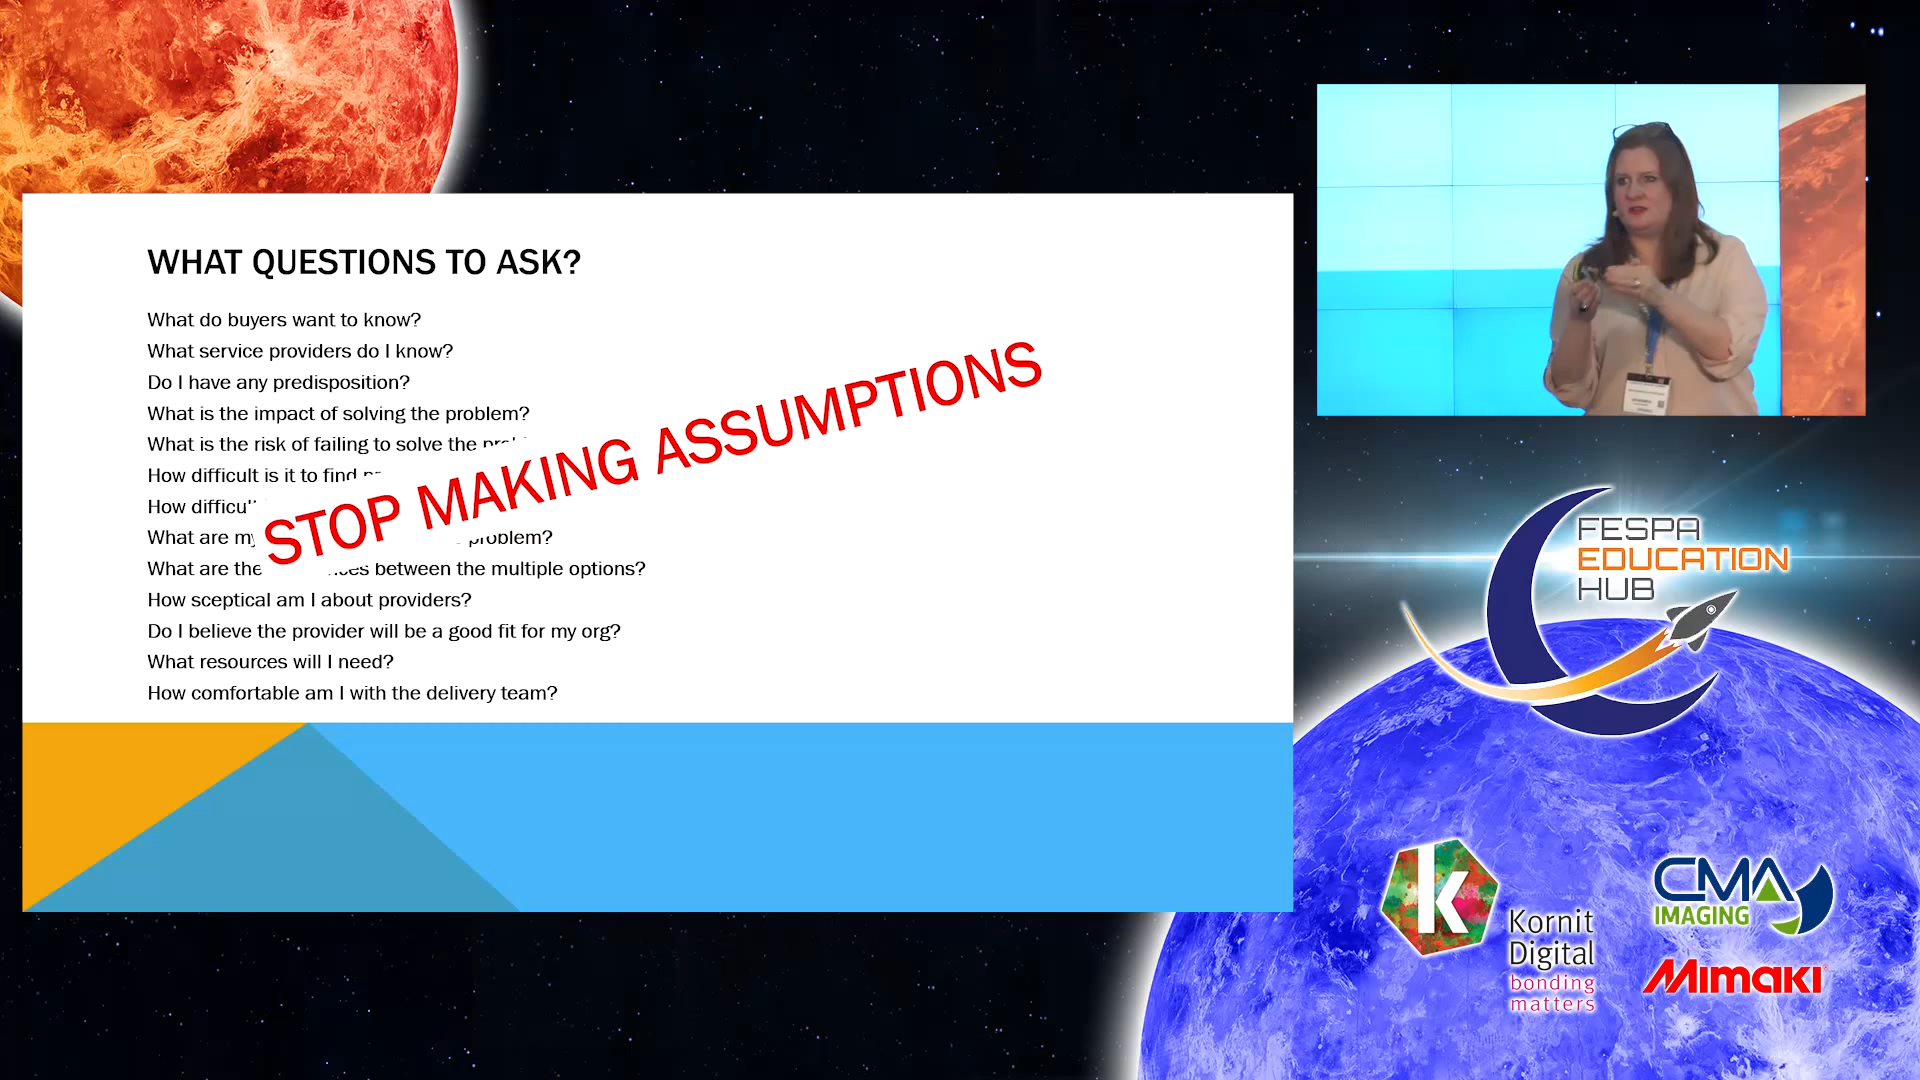 WHAT QUESTIONS TO ASK?
What do buyers want to know?
What service providers do I know?
Do I have any predisposition?
What is the impact of solving the problem?
What is the risk of failing to solve the
How difficult is it to find
What are
problem?
What are the
between the multiple options?
How sceptical am I about providers?
Do I believe the provider will be a good fit for my org?
What resources will I need?
How comfortable am I with the delivery team?
STOP MAKING ASSUMPTIONS
FESPA
EDUCATION
HUB
k
Kornit
Digital
bonding
matters
CMA
IMAGING
Mimaki